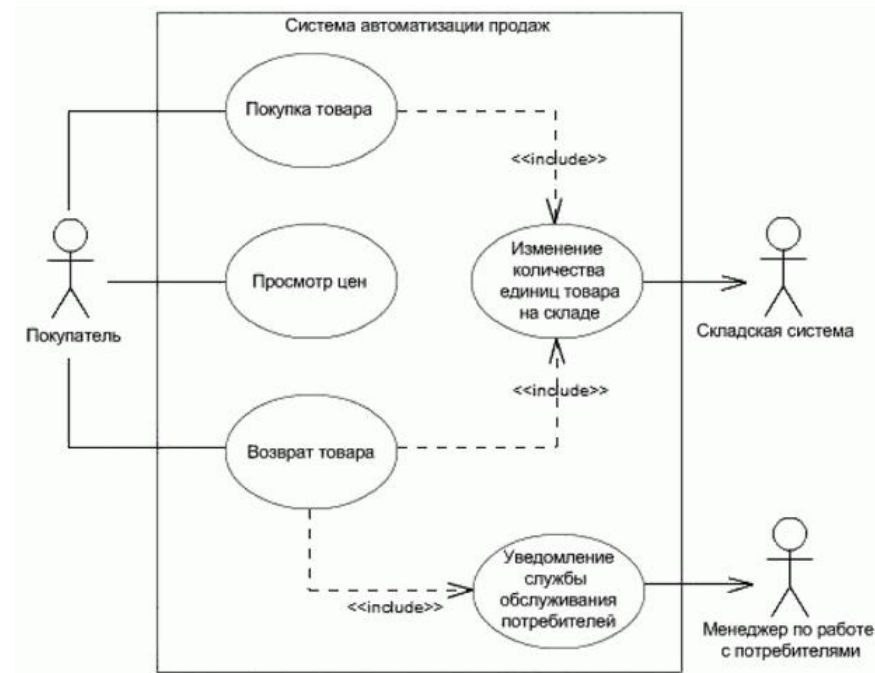 Система автоматизации продаж
Покупка товара
<<include>>
Изменение
количества
единиц товара
на складе
Просмотр цен
Покупатель
Складская система
<<include>>
Возврат товара
Уведомление
службы
обслуживания
потребителей
<<include>>
Менеджер по работе
с потребителями